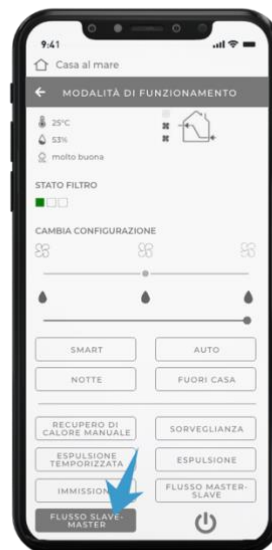 9:41
Casa al mare
MODALITÀ DI FUNZIONAMENTO
25°C
53%
molto buona
STATO FILTRO
CAMBIA CONFIGURAZIONE
SMART
AUTO
NOTTE
FUORI CASA
RECUPERO DI
CALORE MANUALE
SORVEGLIANZA
ESPULSIONE
TEMPORIZZATA
ESPULSIONE
IMMISSION
FLUSSO MASTER-
SLAVE
FLUSSO SLAVE-
MASTER